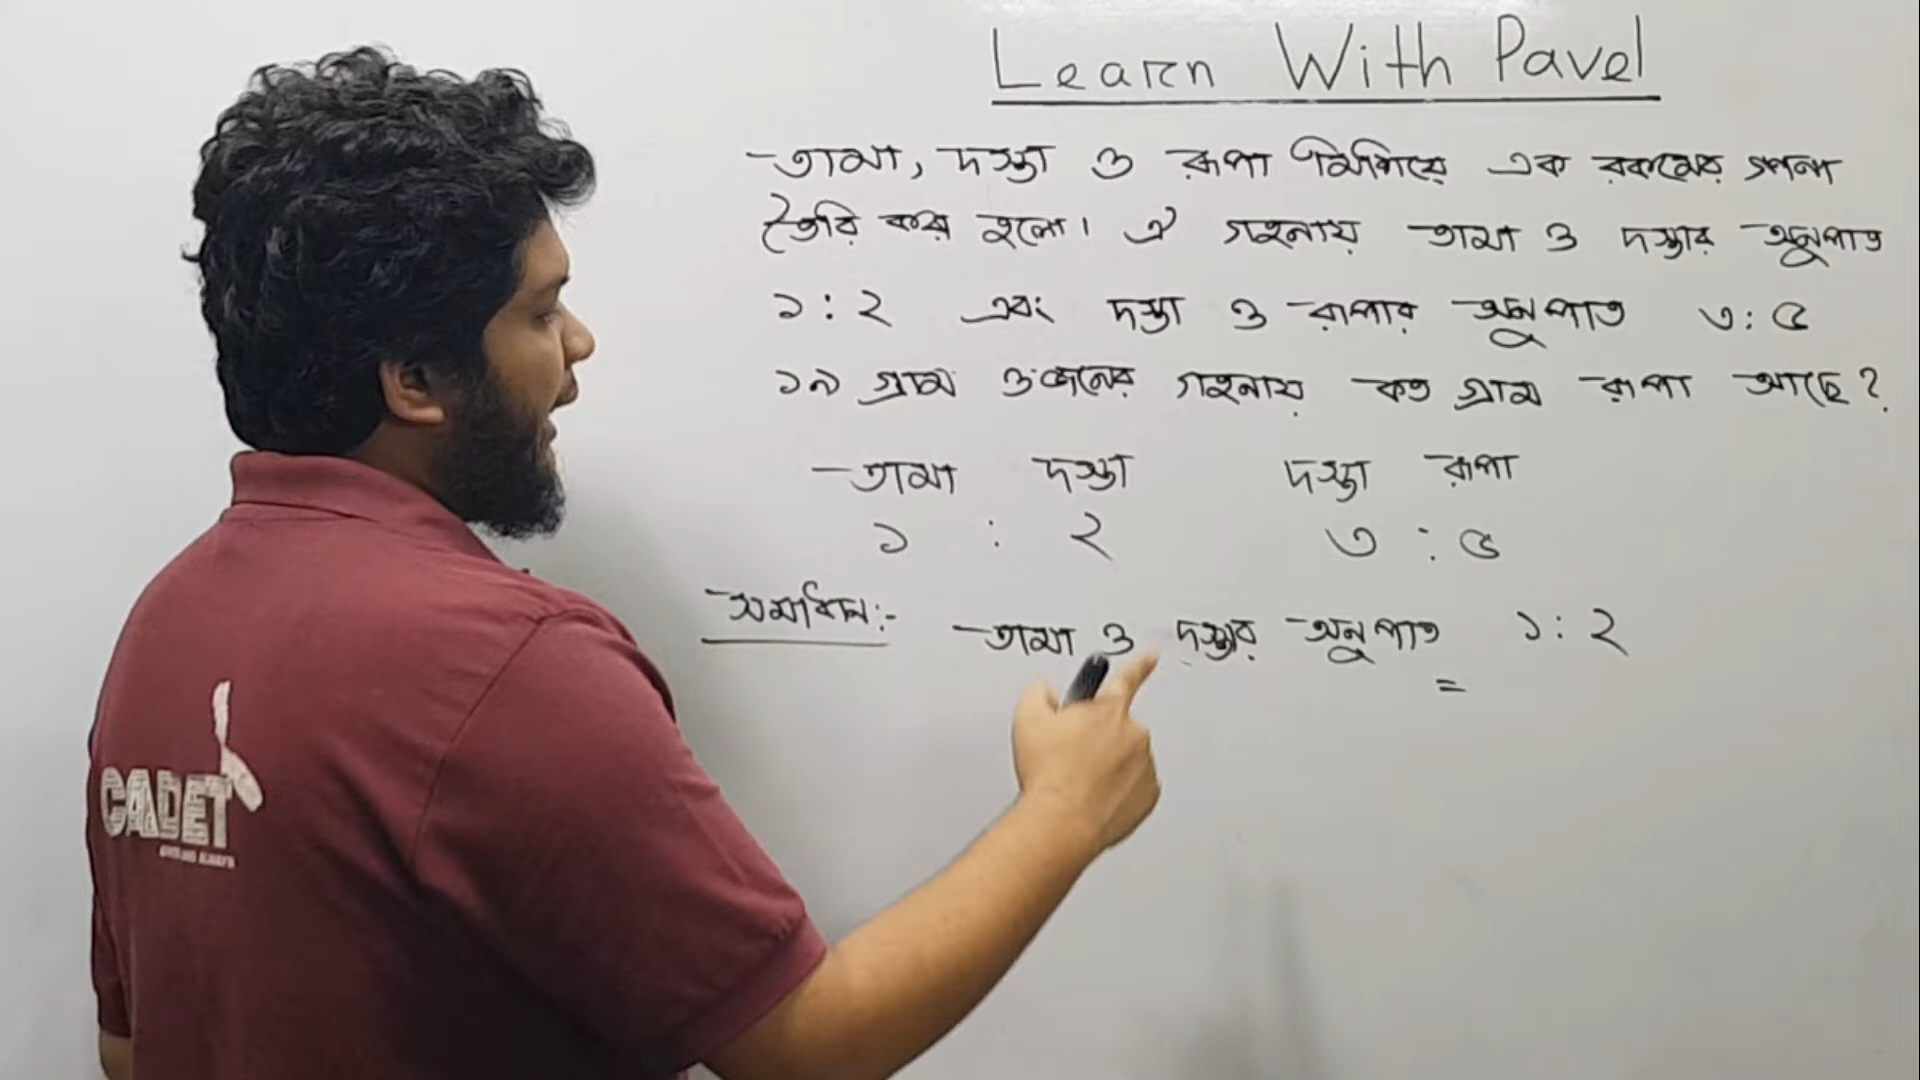 Learn With Pavel
তামা, দস্তা ও রূপা মিশিয়ে এক রকমের গহনা
তৈরি করা হলো। ঐ গহনায় তামা ও দস্তার অনুপাত
১ : ২ এবং দস্তা ও রূপার অনুপাত ৩ : ৫
১৯ গ্রাম ওজনের গহনায় কত গ্রাম রূপা আছে?
তামা দস্তা দস্তা রূপা
১ : ২ ৩ : ৫
সমাধান:- তামা ও দস্তার অনুপাত ১ : ২
=
CADET